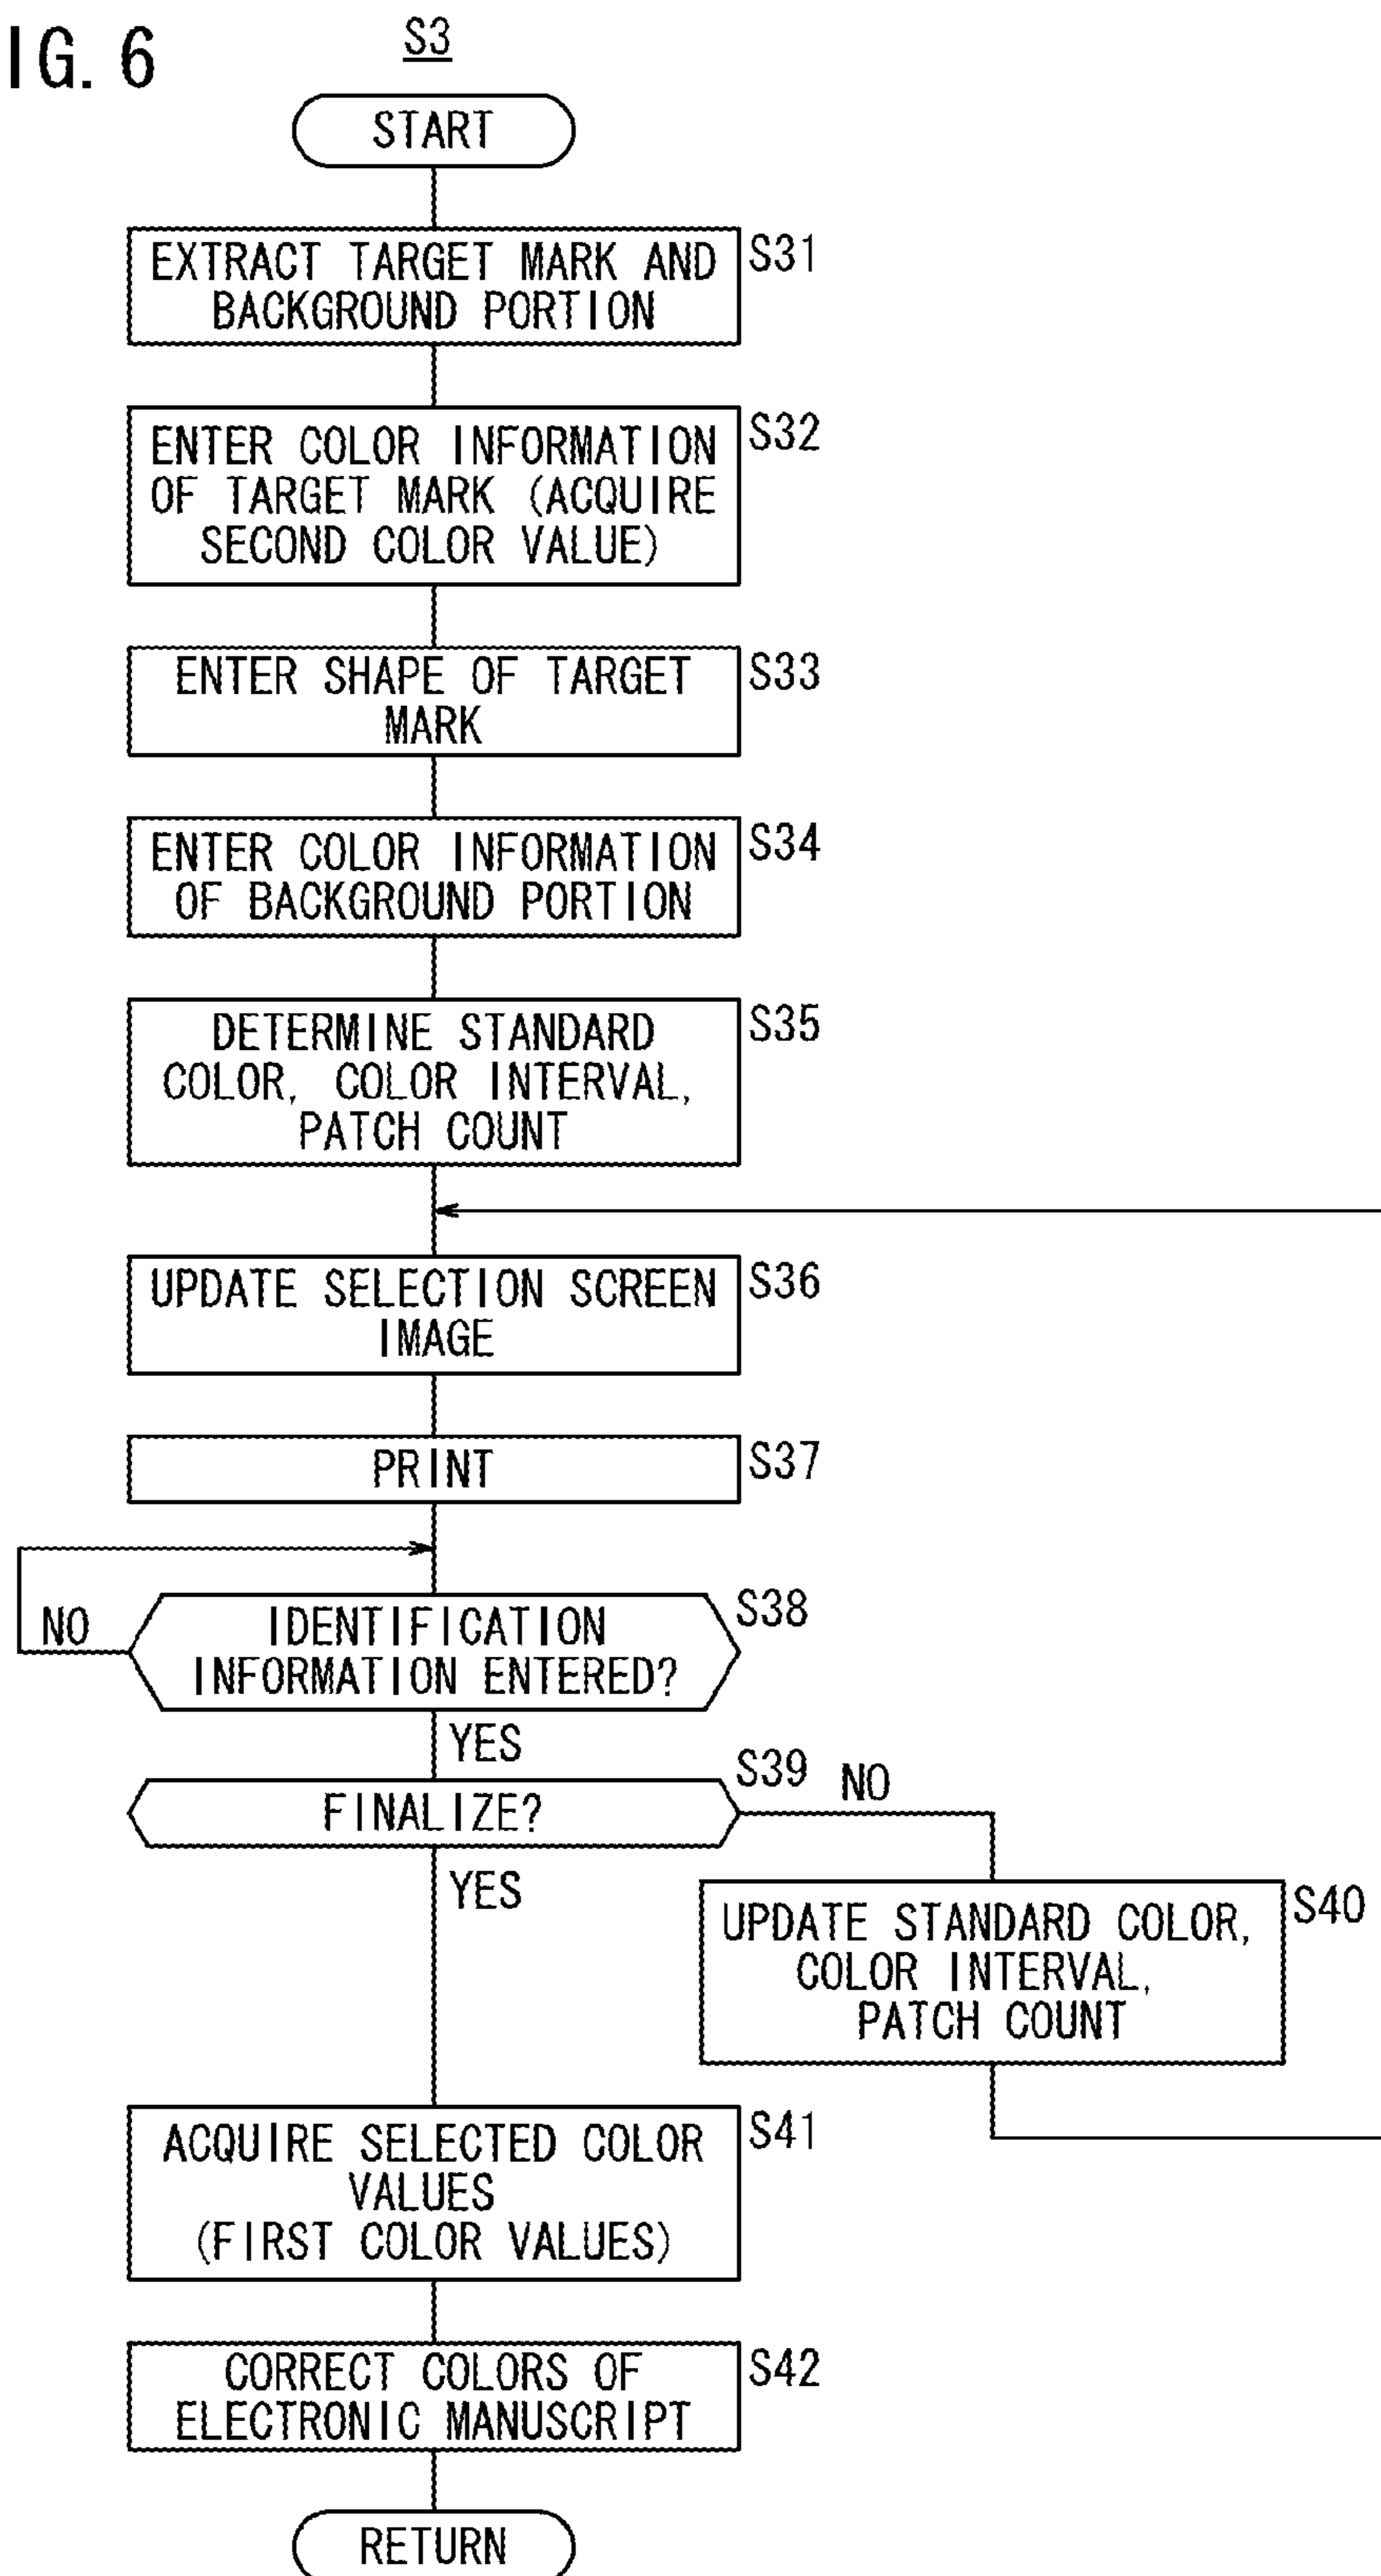 IG. 6
S3
START
EXTRACT TARGET MARK AND
BACKGROUND PORTION
S31
ENTER COLOR INFORMATION
OF TARGET MARK (ACQUIRE
SECOND COLOR VALUE)
S32
ENTER SHAPE OF TARGET
MARK
S33
ENTER COLOR INFORMATION
OF BACKGROUND PORTION
S34
DETERMINE STANDARD
COLOR, COLOR INTERVAL,
PATCH COUNT
S35
UPDATE SELECTION SCREEN
IMAGE
S36
PRINT
S37
IDENTIFICATION
INFORMATION ENTERED?
S38
NO
YES
FINALIZE?
S39
NO
YES
UPDATE STANDARD COLOR,
COLOR INTERVAL,
PATCH COUNT
S40
ACQUIRE SELECTED COLOR
VALUES
(FIRST COLOR VALUES)
S41
CORRECT COLORS OF
ELECTRONIC MANUSCRIPT
S42
RETURN